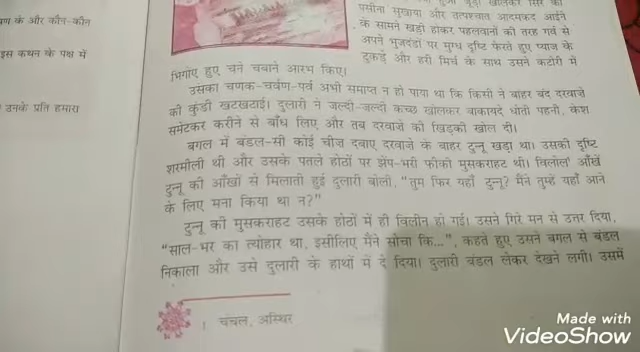 के और कौन-कौन
इस कथन के पक्ष में
उनके प्रति हमारा
पसीना सुखाया और तत्पश्चात आदमकद आईने
के सामने खड़ी होकर पहलवानों की तरह गर्व से
अपने भुजदंडों पर मुग्ध दृष्टि फेरते हुए प्याज के
टुकड़े और हरी मिर्च के साथ उसने कटोरी में
भिगोए हुए चने चबाने आरंभ किए।
उसका चणक-चर्वण-पर्व अभी समाप्त न हो पाया था कि किसी ने बाहर बंद दरवाज़े
की कुंडी खटखटाई। दुलारी ने जल्दी-जल्दी कच्छ खोलकर बाकायदे धोती पहनी, केश
समेटकर करीने से बाँध लिए और तब दरवाज़े की खिड़की खोल दी।
बगल में बंडल-सी कोई चीज दबाए दरवाज़े के बाहर टुन्नू खड़ा था। उसकी दृष्टि
शरमीली थी और उसके पतले होठों पर झेंप-भरी फीकी मुसकराहट थी। विलोल¹ आँखें
टुन्नू की आँखों से मिलाती हुई दुलारी बोली, "तुम फिर यहाँ टुन्नू? मैंने तुम्हें यहाँ आने
के लिए मना किया था न?"
टुन्नू की मुसकराहट उसके होठों में ही विलीन हो गई। उसने गिरे मन से उत्तर दिया,
"साल-भर का त्योहार था, इसीलिए मैंने सोचा कि...", कहते हुए उसने बगल से बंडल
निकाला और उसे दुलारी के हाथों में दे दिया। दुलारी बंडल लेकर देखने लगी। उसमें
1. चंचल, अस्थिर
Made with
VideoShow